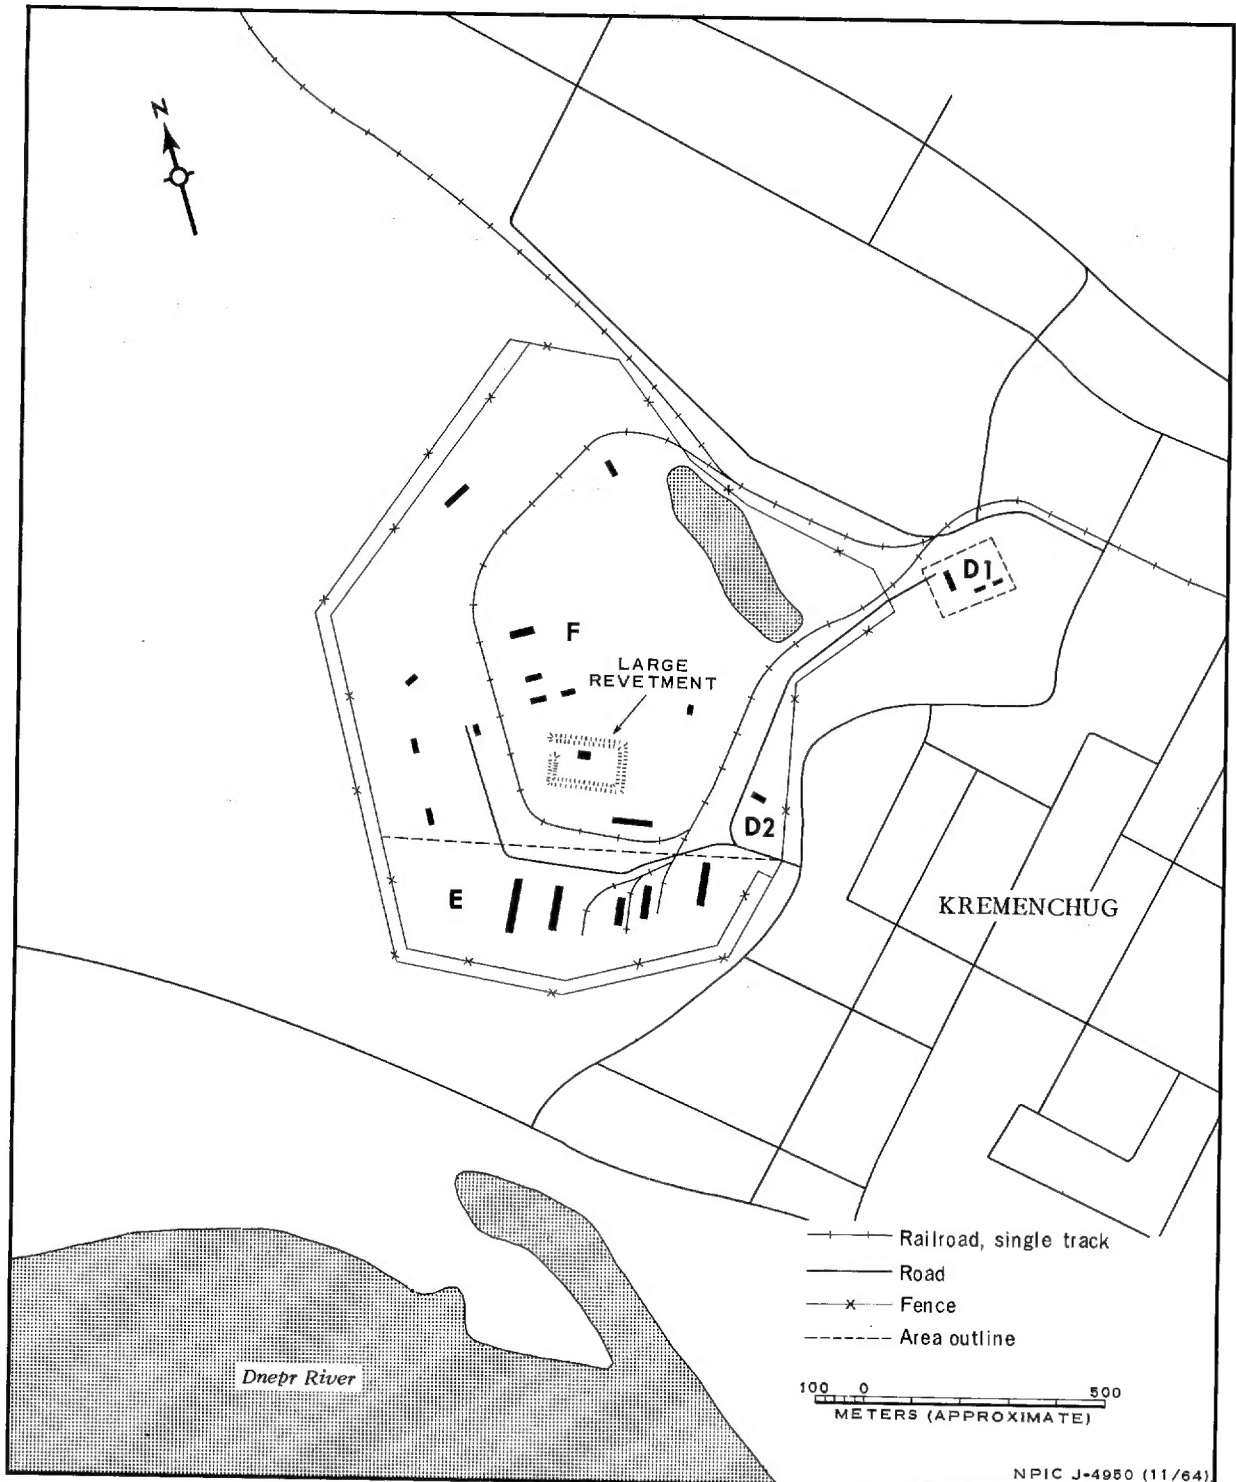 N
D1
F
LARGE
REVETMENT
D2
E
KREMENCHUG
Railroad, single track
Road
Fence
Area outline
Dnepr River
100 0 500
METERS (APPROXIMATE)
NPIC J-4950 (11/64)